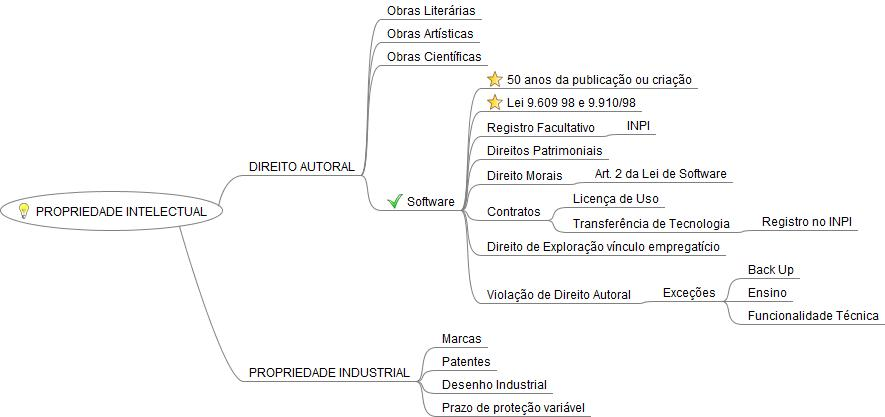 PROPRIEDADE INTELECTUAL
DIREITO AUTORAL
Obras Literárias
Obras Artísticas
Obras Científicas
Software
50 anos da publicação ou criação
Lei 9.609 98 e 9.910/98
Registro Facultativo
INPI
Direitos Patrimoniais
Direito Morais
Art. 2 da Lei de Software
Contratos
Licença de Uso
Transferência de Tecnologia
Registro no INPI
Direito de Exploração vínculo empregatício
Violação de Direito Autoral
Exceções
Back Up
Ensino
Funcionalidade Técnica
PROPRIEDADE INDUSTRIAL
Marcas
Patentes
Desenho Industrial
Prazo de proteção variável